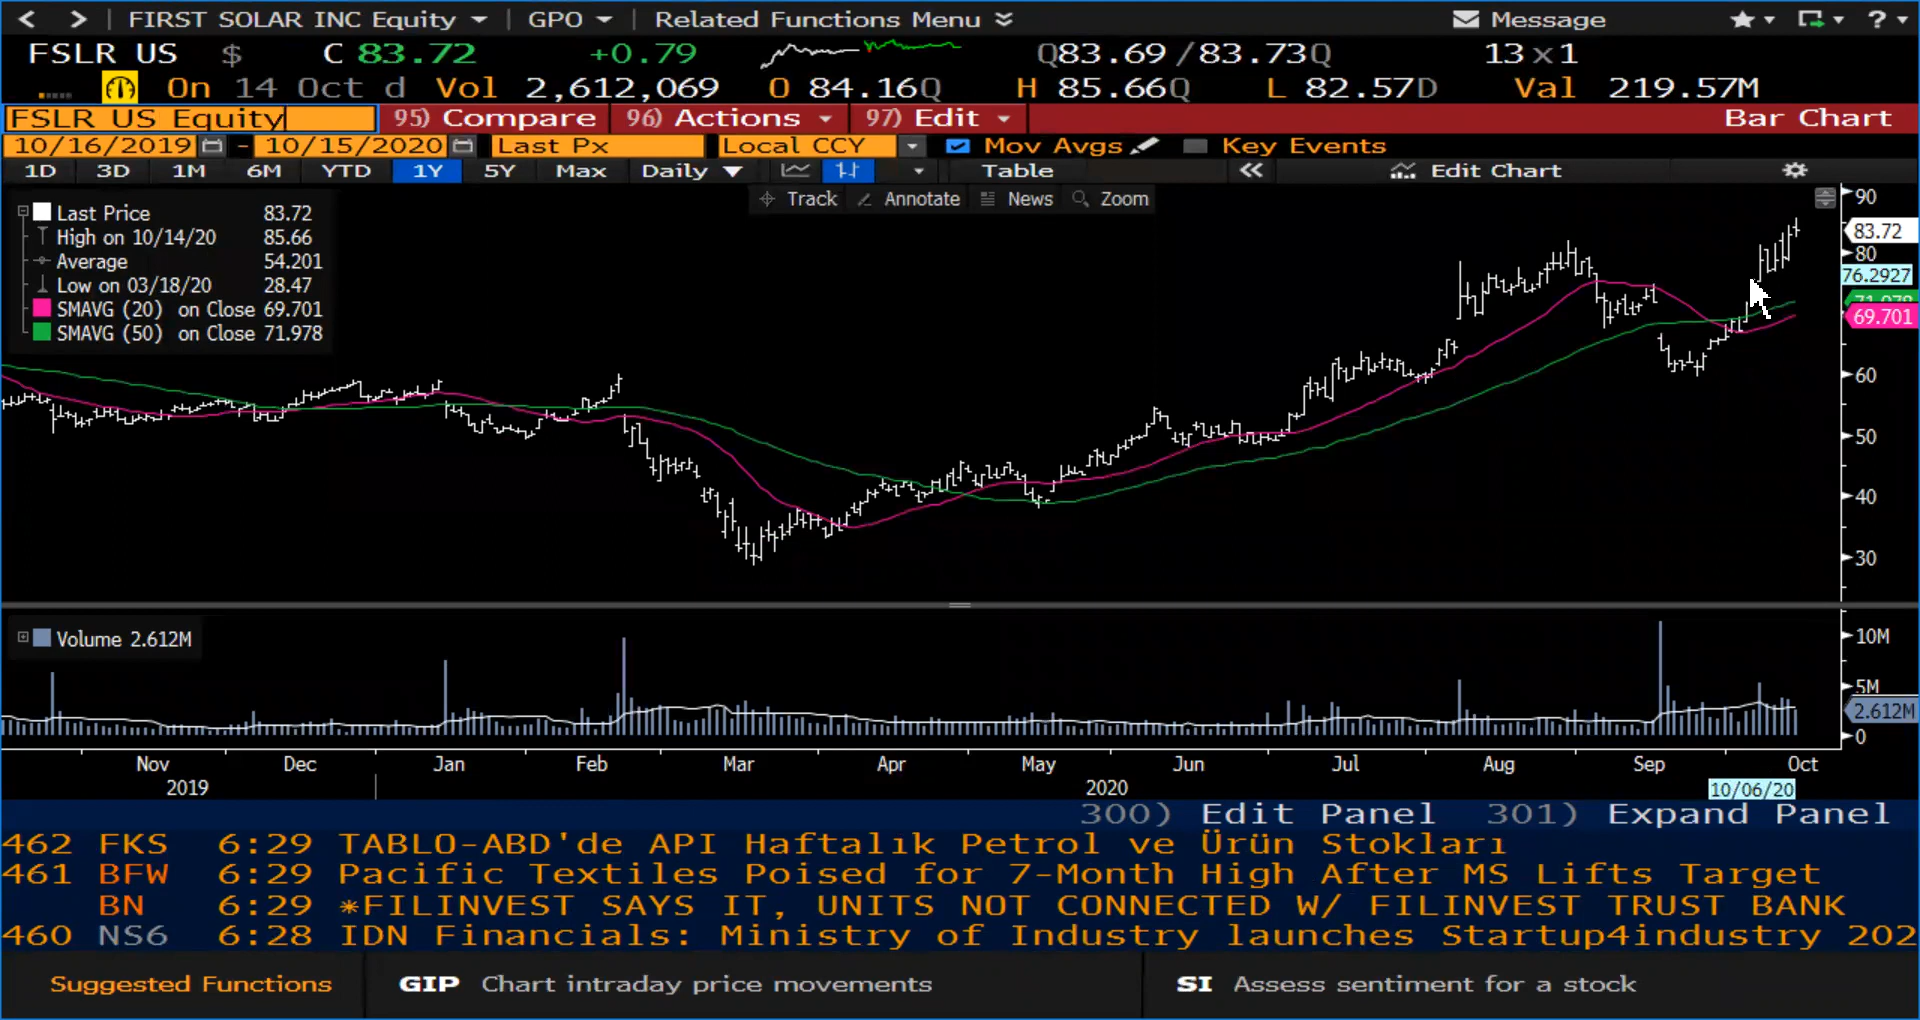 < > FIRST SOLAR INC Equity GPO Related Functions Menu Message ?
FSLR US $ C 83.72 +0.79 Q83.69 /83.73Q 13x1
On 14 Oct d Vol 2,612,069 O 84.16Q H 85.66Q L 82.57D Val 219.57M
FSLR US Equity 95) Compare 96) Actions 97) Edit Bar Chart
10/16/2019 - 10/15/2020 Last Px Local CCY Mov Avgs Key Events
1D 3D 1M 6M YTD 1Y 5Y Max Daily Table Edit Chart
Track Annotate News Zoom
Last Price 83.72
High on 10/14/20 85.66
Average 54.201
Low on 03/18/20 28.47
SMAVG (20) on Close 69.701
SMAVG (50) on Close 71.978
90
83.72
80
76.2927
69.701
60
50
40
30
Volume 2.612M
10M
5M
2.612M
0
Nov Dec Jan Feb Mar Apr May Jun Jul Aug Sep Oct
2019 2020 10/06/20
300) Edit Panel 301) Expand Panel
462 FKS 6:29 TABLO-ABD'de API Haftalık Petrol ve Ürün Stokları
461 BFW 6:29 Pacific Textiles Poised for 7-Month High After MS Lifts Target
BN 6:29 *FILINVEST SAYS IT, UNITS NOT CONNECTED W/ FILINVEST TRUST BANK
460 NS6 6:28 IDN Financials: Ministry of Industry launches Startup4industry 202
Suggested Functions GIP Chart intraday price movements SI Assess sentiment for a stock